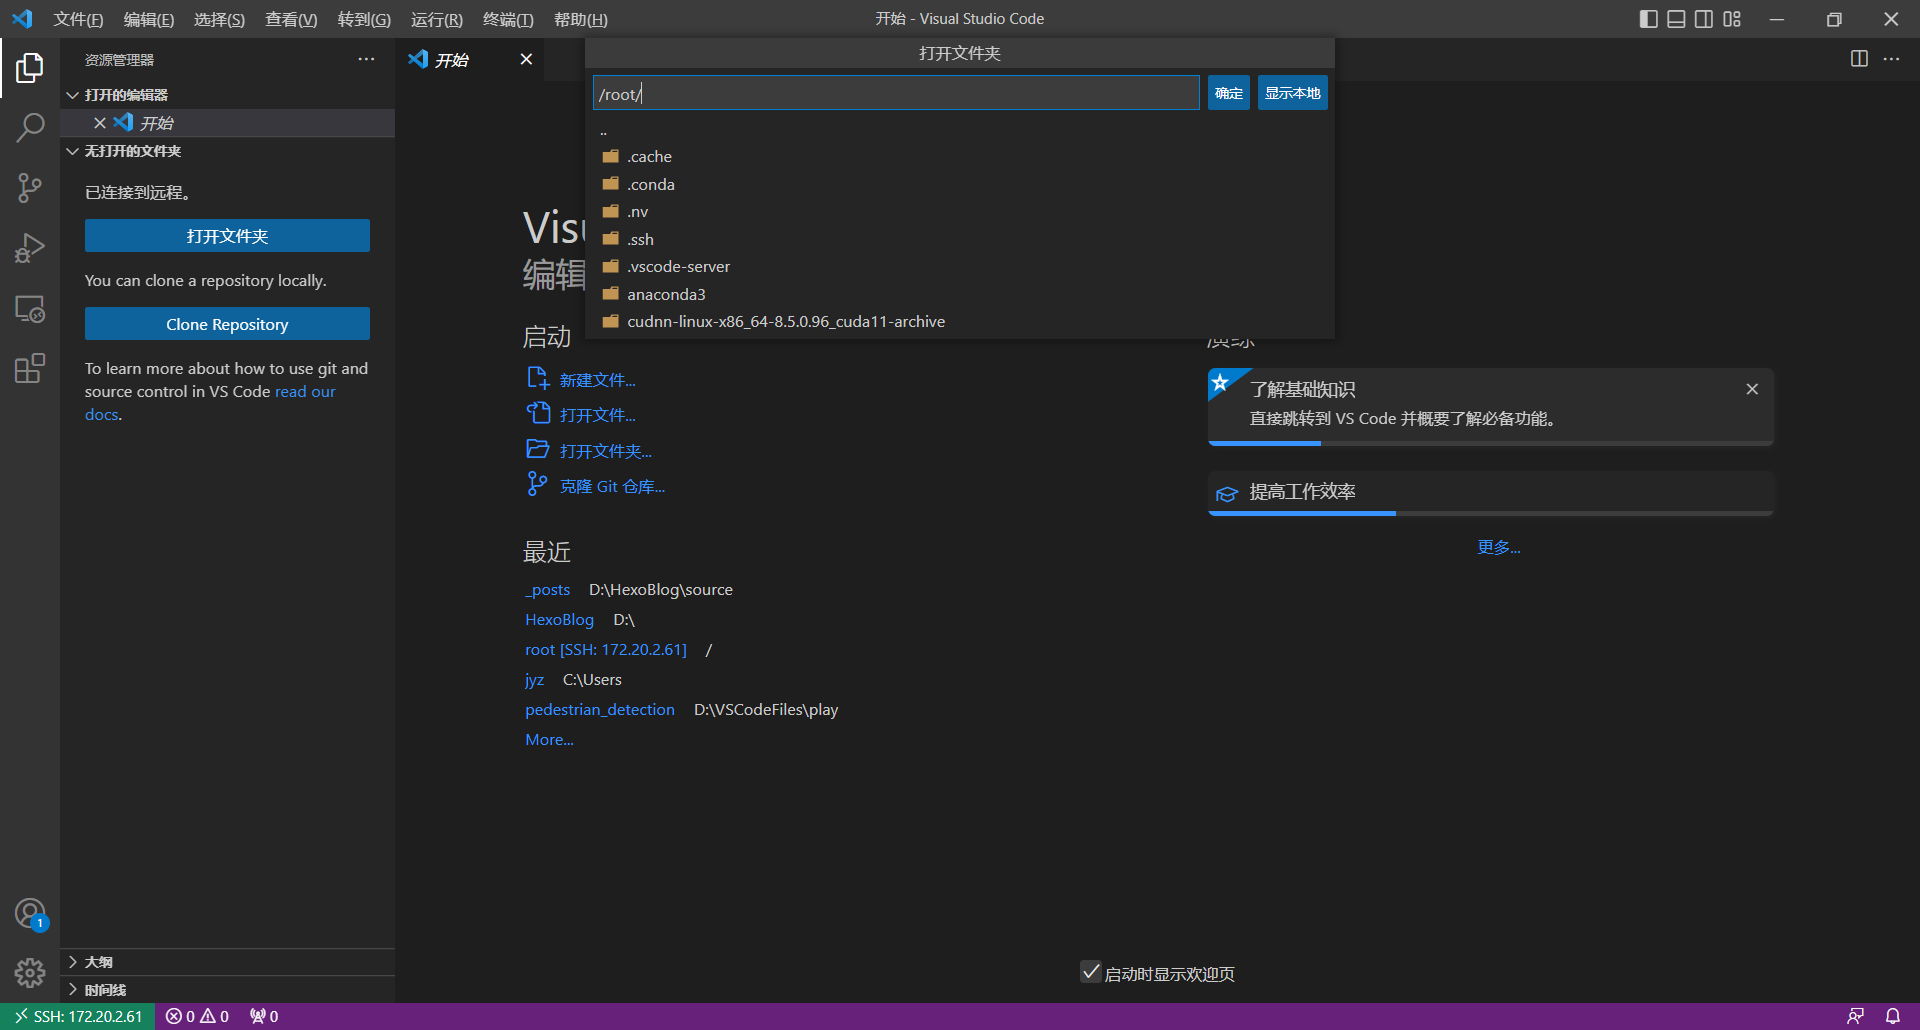 文件(F) 编辑(E) 选择(S) 查看(V) 转到(G) 运行(R) 终端(T) 帮助(H)
开始 - Visual Studio Code
资源管理器
打开的编辑器
开始
无打开的文件夹
已连接到远程。
打开文件夹
You can clone a repository locally.
Clone Repository
To learn more about how to use git and
source control in VS Code read our
docs.
大纲
时间线
开始
打开文件夹
/root/
确定
显示本地
..
.cache
.conda
.nv
.ssh
.vscode-server
anaconda3
cudnn-linux-x86_64-8.5.0.96_cuda11-archive
编辑
启动
新建文件...
打开文件...
打开文件夹...
克隆 Git 仓库...
最近
_posts D:\HexoBlog\source
HexoBlog D:\
root [SSH: 172.20.2.61] /
jyz C:\Users
pedestrian_detection D:\VSCodeFiles\play
More...
演练
了解基础知识
直接跳转到 VS Code 并概要了解必备功能。
提高工作效率
更多...
启动时显示欢迎页
1
SSH: 172.20.2.61 0 0 0